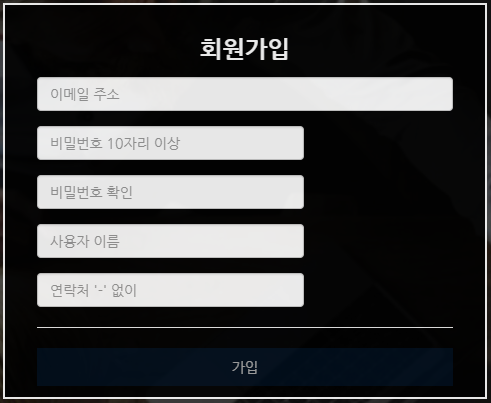 회원가입
이메일 주소
비밀번호 10자리 이상
비밀번호 확인
사용자 이름
연락처 '-' 없이
가입